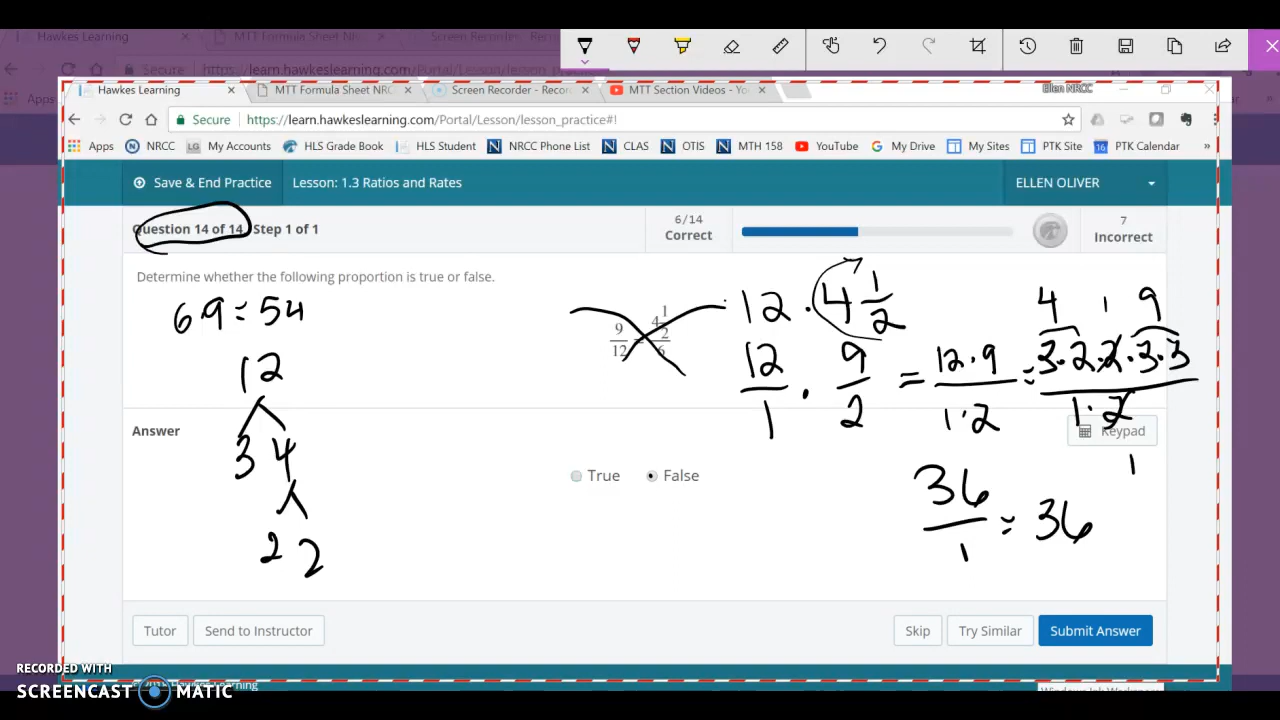 Hawkes Learning
MTT Formula Sheet NRC
Screen Recorder - Recor
MTT Section Videos - Yo
Ellen NRCC
Secure
https://learn.hawkeslearning.com/Portal/Lesson/lesson_practice#!
Apps NRCC My Accounts HLS Grade Book HLS Student NRCC Phone List CLAS OTIS MTH 158 YouTube My Drive My Sites PTK Site PTK Calendar »
Save & End Practice
Lesson: 1.3 Ratios and Rates
ELLEN OLIVER
Question 14 of 14 Step 1 of 1
6/14
Correct
7
Incorrect
Determine whether the following proportion is true or false.
6·9=54
12
3 4
2 2
9/12 = 4 1/2 / 6
12 · 4 1/2
12/1 · 9/2 = 12·9 / 1·2 = 3·2·2·3·3 / 1·2
4 1 9
1
36/1 = 36
Answer
Keypad
True
False
Tutor
Send to Instructor
Skip
Try Similar
Submit Answer
RECORDED WITH
SCREENCAST MATIC